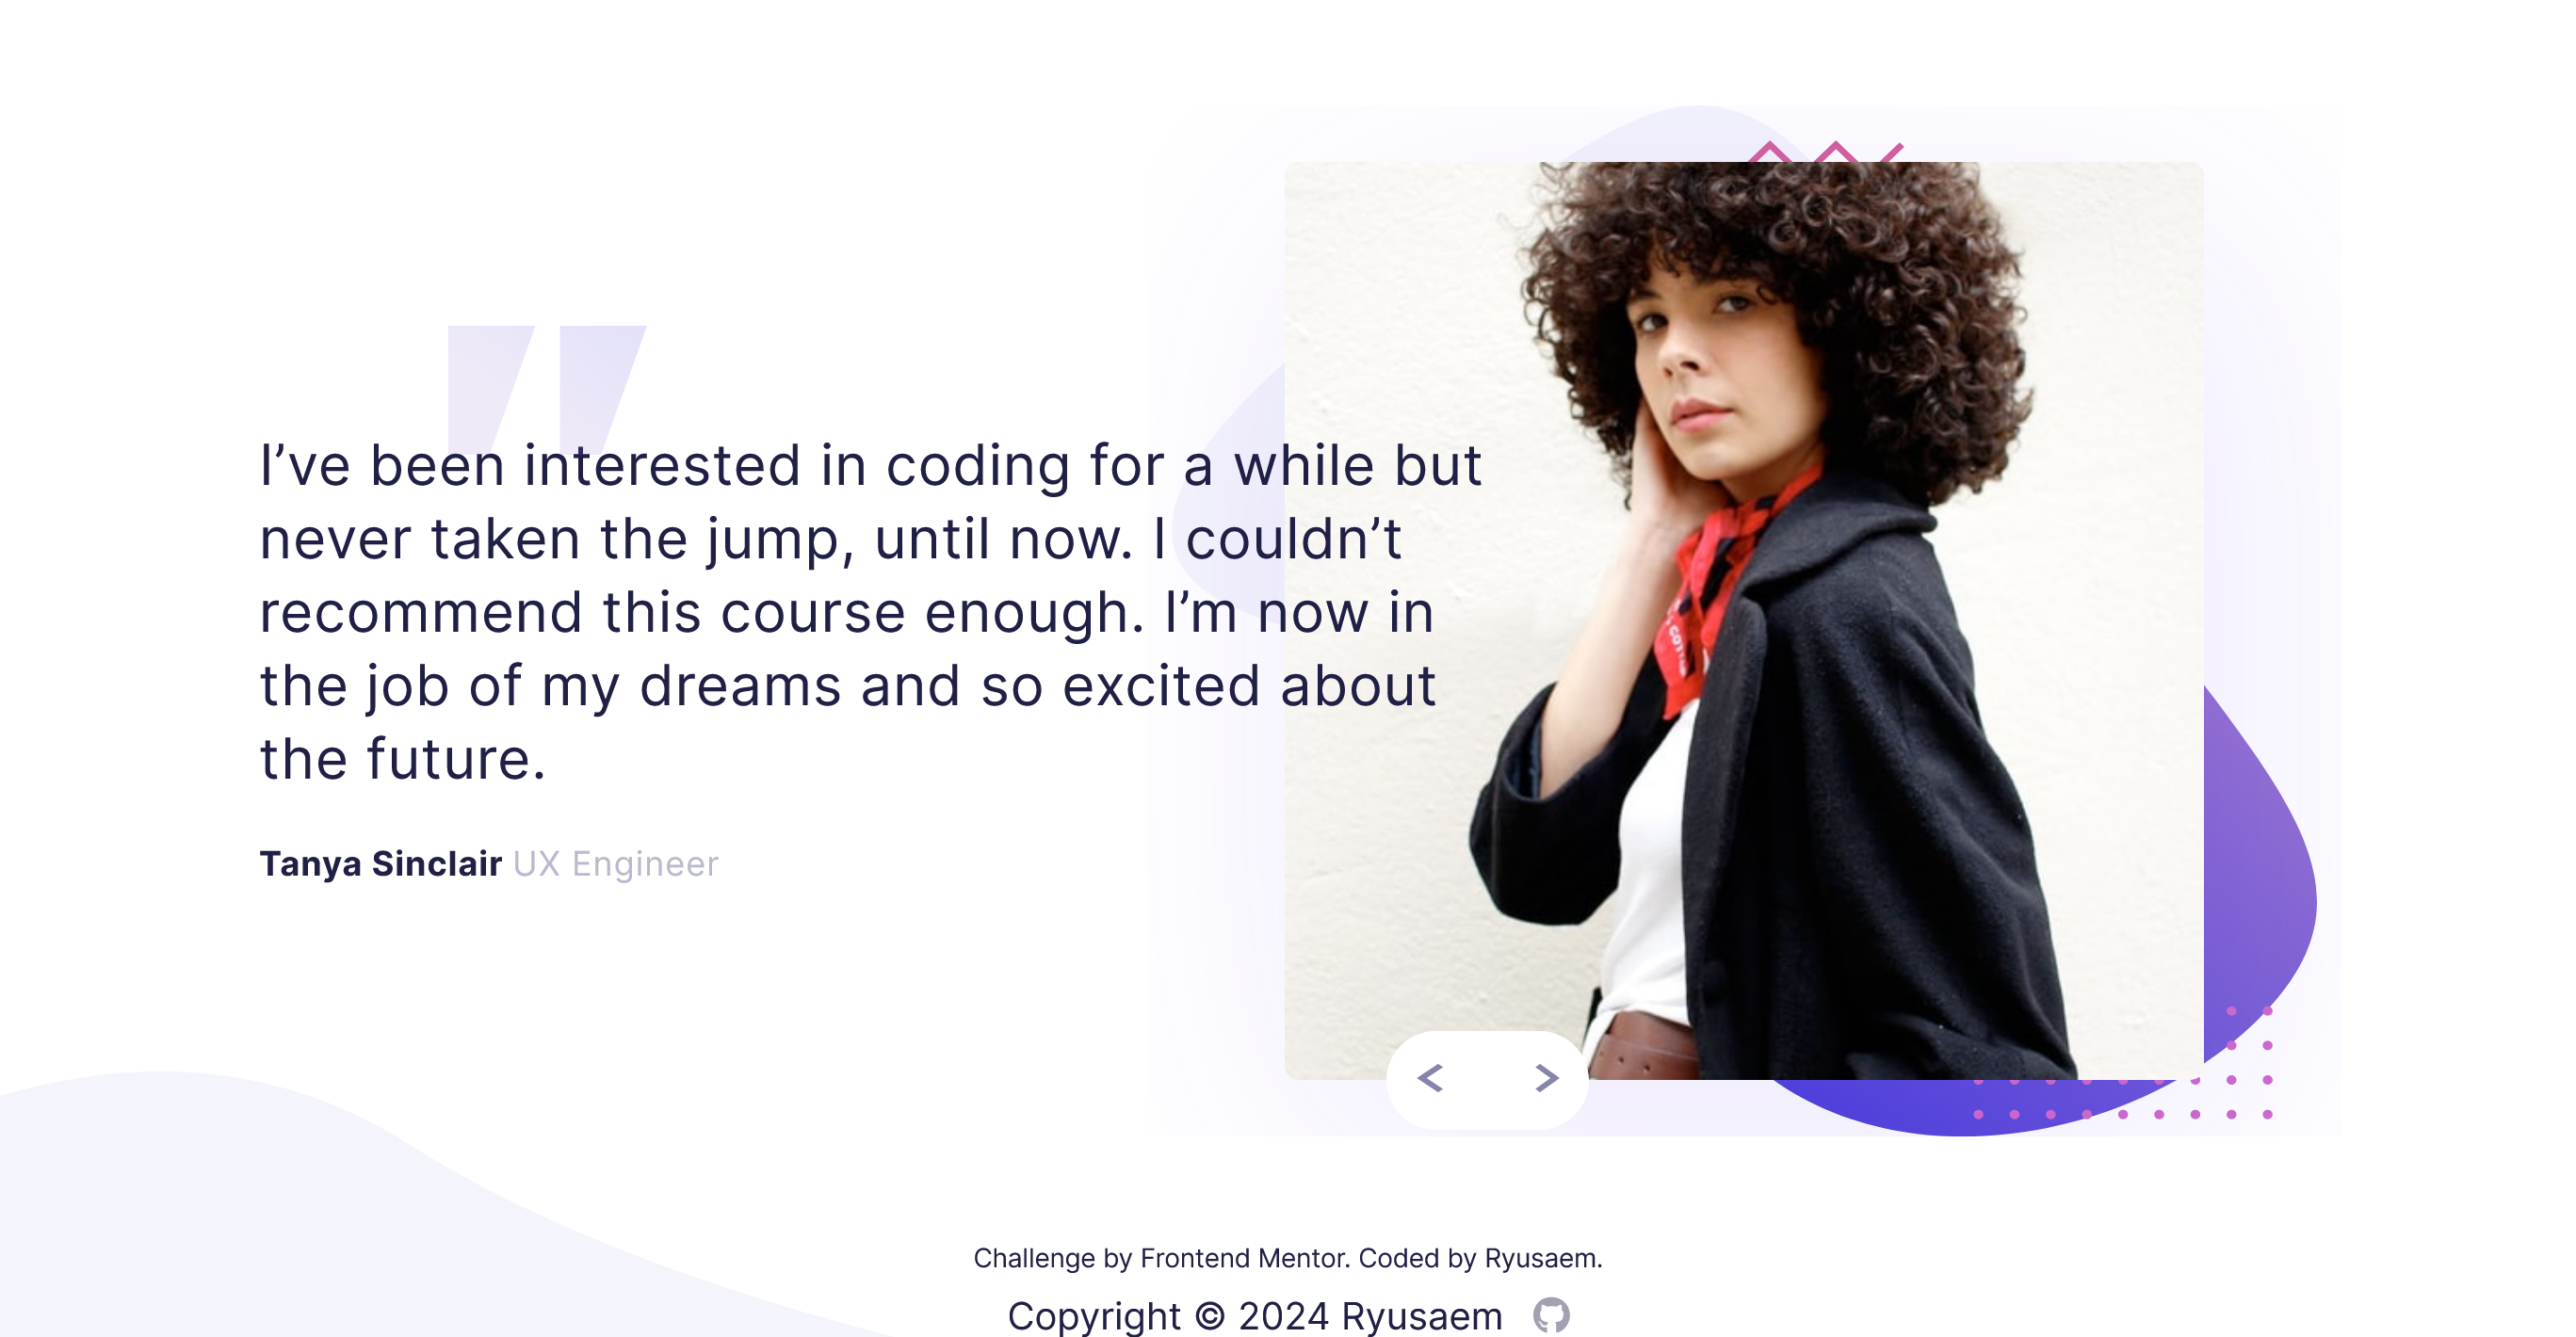 I’ve been interested in coding for a while but
never taken the jump, until now. I couldn’t
recommend this course enough. I’m now in
the job of my dreams and so excited about
the future.
Tanya Sinclair UX Engineer
Challenge by Frontend Mentor. Coded by Ryusaem.
Copyright © 2024 Ryusaem